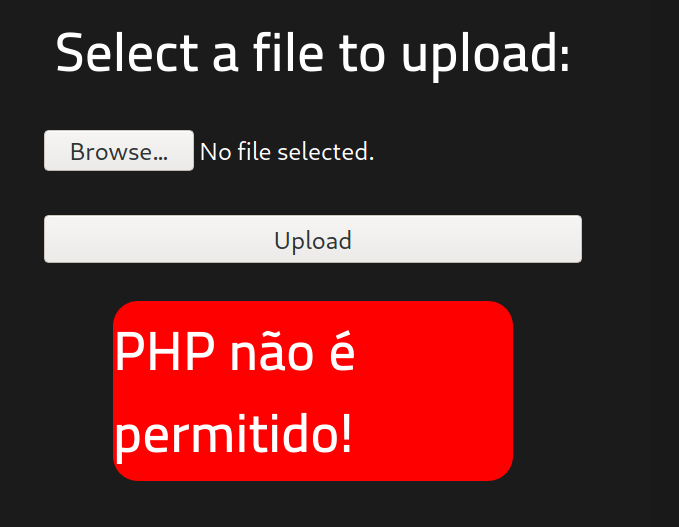 Select a file to upload:
Browse... No file selected.
Upload
PHP não é
permitido!